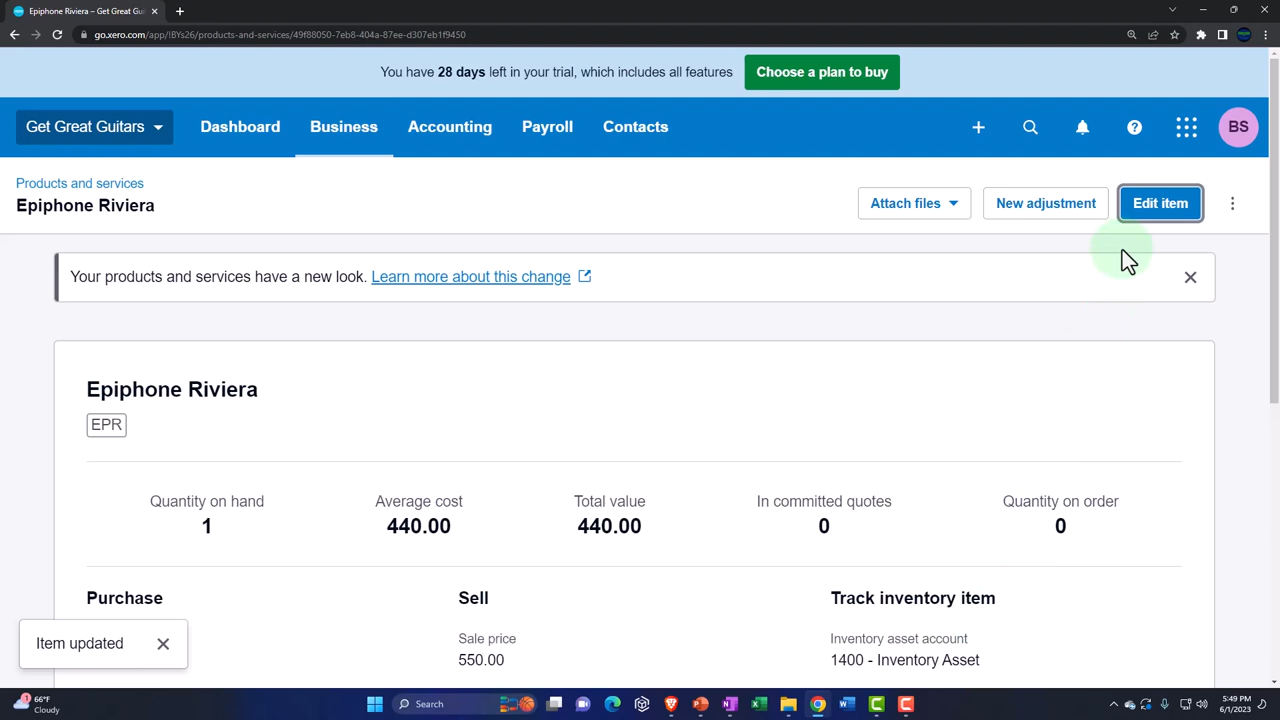 Epiphone Riviera – Get Great Gui
go.xero.com/app/!BYs26/products-and-services/49f88050-7eb8-404a-87ee-d307eb1f9450
You have 28 days left in your trial, which includes all features
Choose a plan to buy
Get Great Guitars
Dashboard
Business
Accounting
Payroll
Contacts
BS
Products and services
Epiphone Riviera
Attach files
New adjustment
Edit item
Your products and services have a new look. Learn more about this change
Epiphone Riviera
EPR
Quantity on hand
Average cost
Total value
In committed quotes
Quantity on order
1
440.00
440.00
0
0
Purchase
Sell
Track inventory item
Item updated
Sale price
Inventory asset account
550.00
1400 - Inventory Asset
1
66°F
Cloudy
Search
5:49 PM
6/1/2023